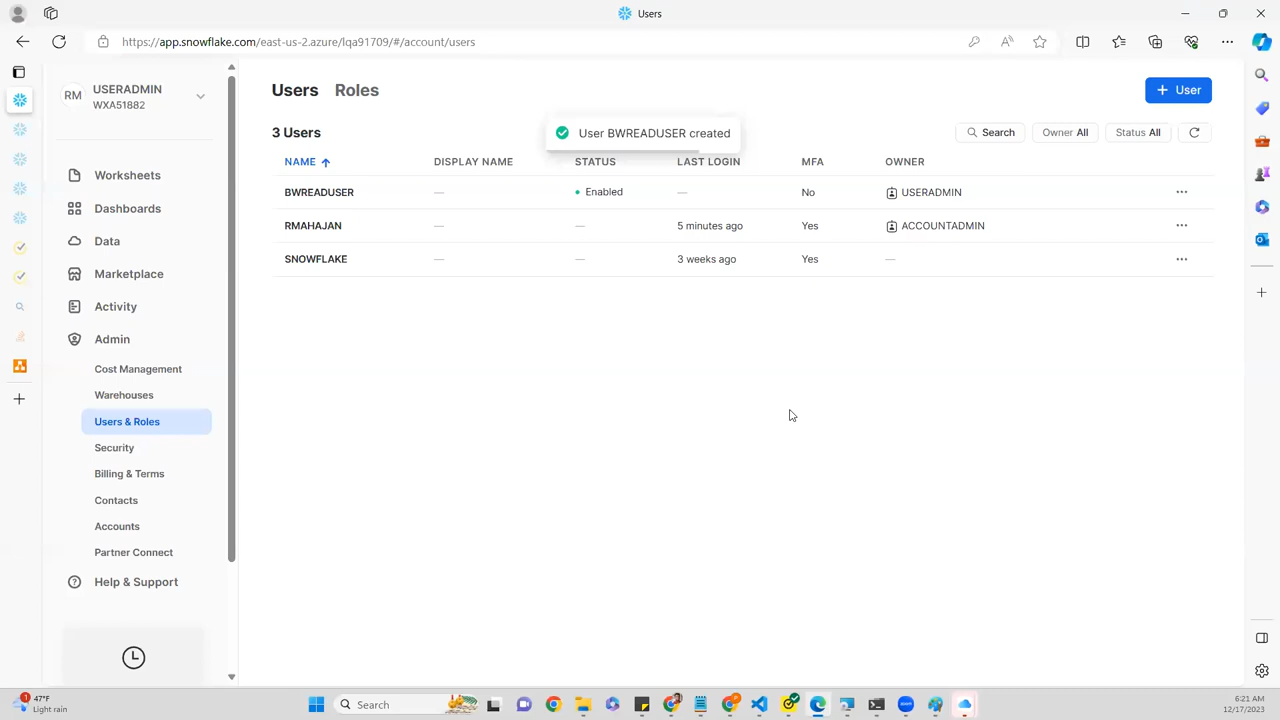 Users
https://app.snowflake.com/east-us-2.azure/lqa91709/#/account/users
RM
USERADMIN
WXA51882
Worksheets
Dashboards
Data
Marketplace
Activity
Admin
Cost Management
Warehouses
Users & Roles
Security
Billing & Terms
Contacts
Accounts
Partner Connect
Help & Support
Users Roles
+ User
3 Users
User BWREADUSER created
Search
Owner All
Status All
NAME DISPLAY NAME STATUS LAST LOGIN MFA OWNER
BWREADUSER — Enabled — No USERADMIN
RMAHAJAN — — 5 minutes ago Yes ACCOUNTADMIN
SNOWFLAKE — — 3 weeks ago Yes —
1
47°F
Light rain
Search
6:21 AM
12/17/2023